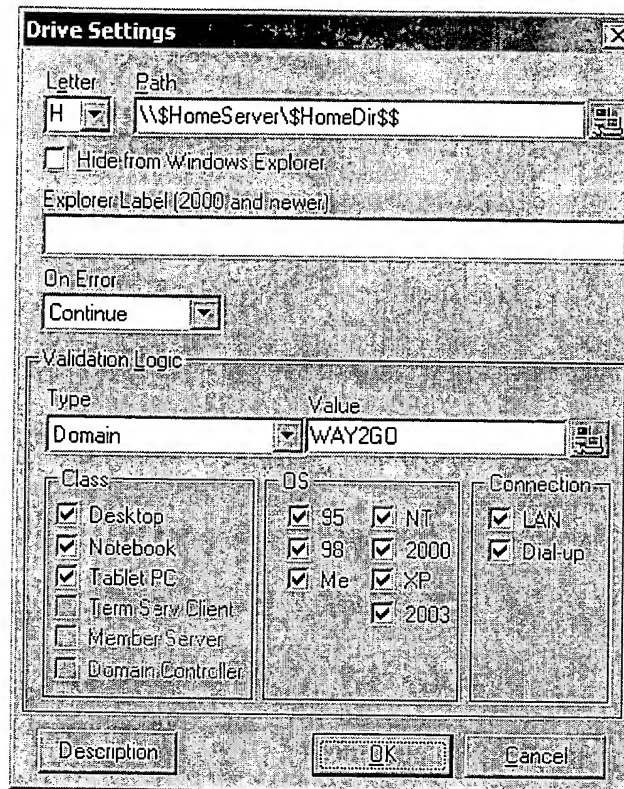 Drive Settings
Letter Path
H \\$HomeServer\$HomeDir$$
Hide from Windows Explorer
Explorer Label (2000 and newer)
On Error
Continue
Validation Logic
Type Value
Domain WAY2GO
Class OS Connection
Desktop 95 NT LAN
Notebook 98 2000 Dial-up
Tablet PC Me XP
Term Serv Client 2003
Member Server
Domain Controller
Description OK Cancel